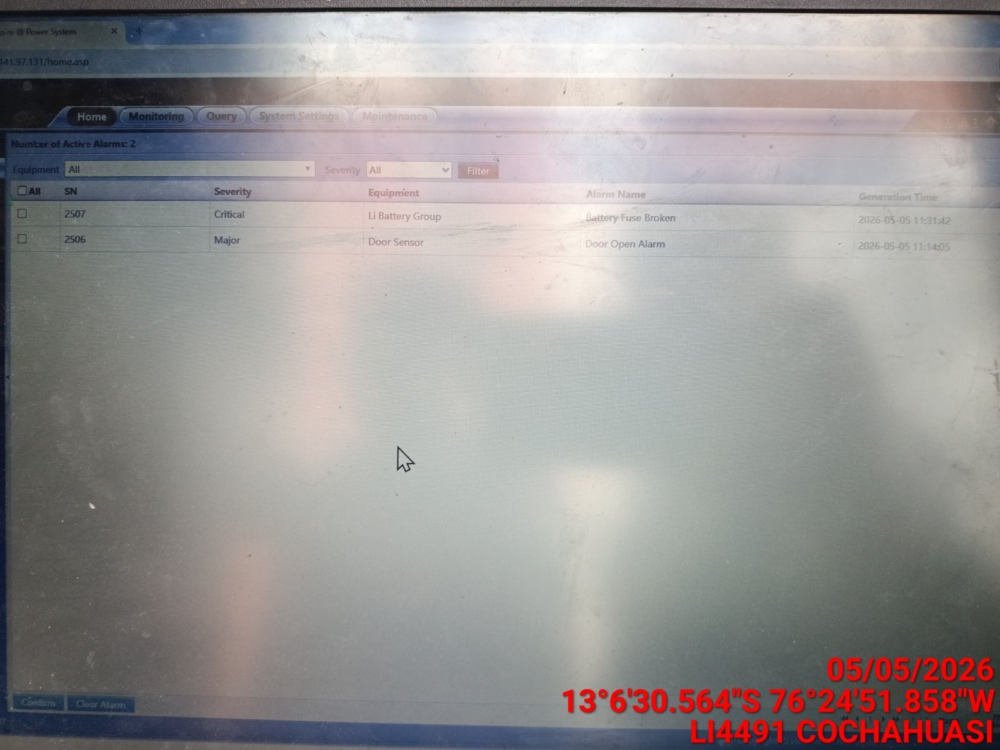 pire @ Power System
141.97.131/home.asp
Home Monitoring Query System Settings Maintenance
Number of Active Alarms: 2
Equipment All Severity All Filter
All SN Severity Equipment Alarm Name Generation Time
2507 Critical Li Battery Group Battery Fuse Broken 2026-05-05 11:31:42
2506 Major Door Sensor Door Open Alarm 2026-05-05 11:14:05
Confirm Clear Alarm
05/05/2026
13°6'30.564"S 76°24'51.858"W
LI4491 COCHAHUASI